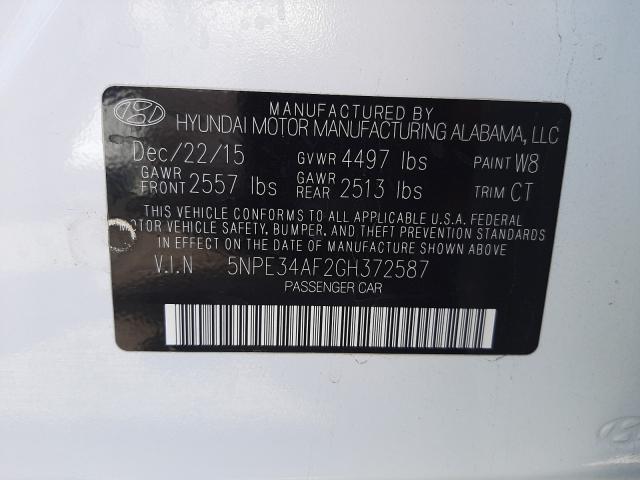 MANUFACTURED BY
HYUNDAI MOTOR MANUFACTURING ALABAMA, LLC
Dec/22/15 GVWR 4497 lbs PAINT W8
GAWR FRONT 2557 lbs GAWR REAR 2513 lbs TRIM CT
THIS VEHICLE CONFORMS TO ALL APPLICABLE U.S.A. FEDERAL
MOTOR VEHICLE SAFETY, BUMPER, AND THEFT PREVENTION
STANDARDS IN EFFECT ON THE DATE OF MANUFACTURE
SHOWN ABOVE.
V.I.N 5NPE34AF2GH372587
PASSENGER CAR